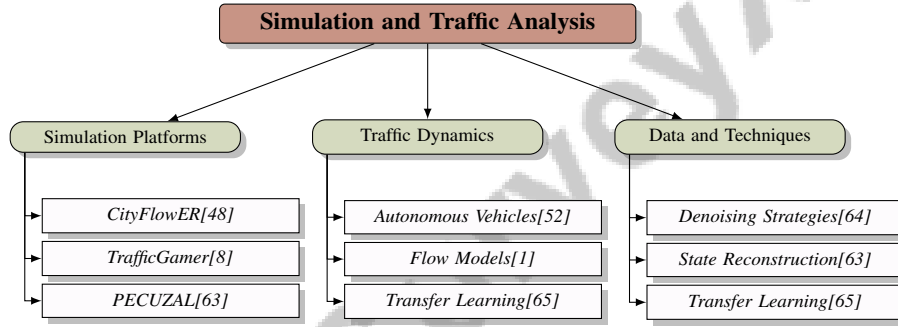 Simulation and Traffic Analysis
Simulation Platforms
Traffic Dynamics
Data and Techniques
CityFlowER[48]
TrafficGamer[8]
PECUZAL[63]
Autonomous Vehicles[52]
Flow Models[1]
Transfer Learning[65]
Denoising Strategies[64]
State Reconstruction[63]
Transfer Learning[65]